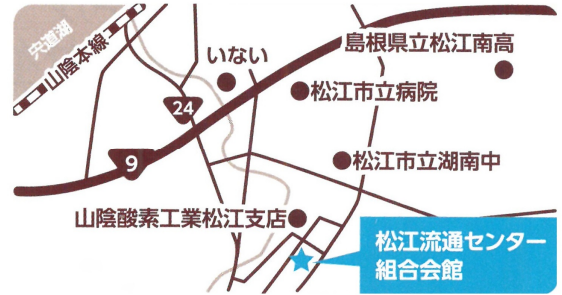 宍道湖
山陰本線
いない
島根県立松江南高
24
松江市立病院
9
松江市立湖南中
山陰酸素工業松江支店
松江流通センター
組合会館